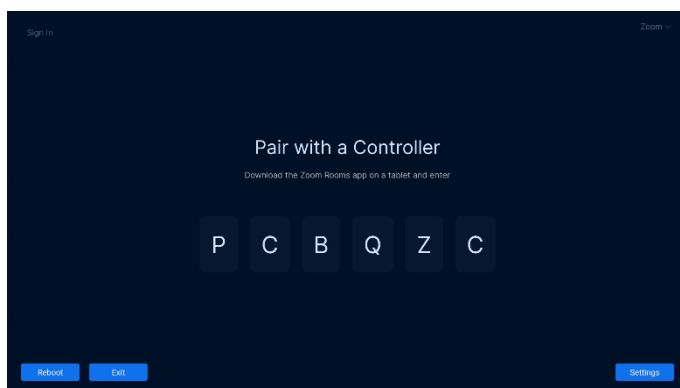 Sign In
Zoom
Pair with a Controller
Download the Zoom Rooms app on a tablet and enter
P C B Q Z C
Reboot Exit Settings